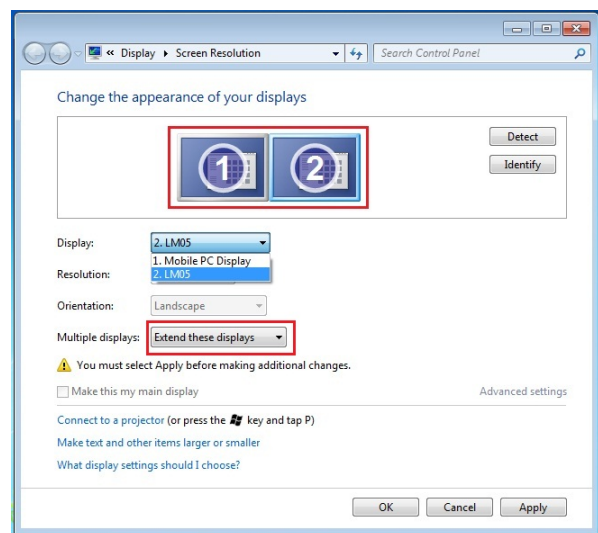 « Display ▸ Screen Resolution
Search Control Panel
Change the appearance of your displays
1
2
Detect
Identify
Display:
2. LM05
1. Mobile PC Display
2. LM05
Resolution:
Orientation:
Landscape
Multiple displays:
Extend these displays
You must select Apply before making additional changes.
Make this my main display
Advanced settings
Connect to a projector (or press the key and tap P)
Make text and other items larger or smaller
What display settings should I choose?
OK
Cancel
Apply